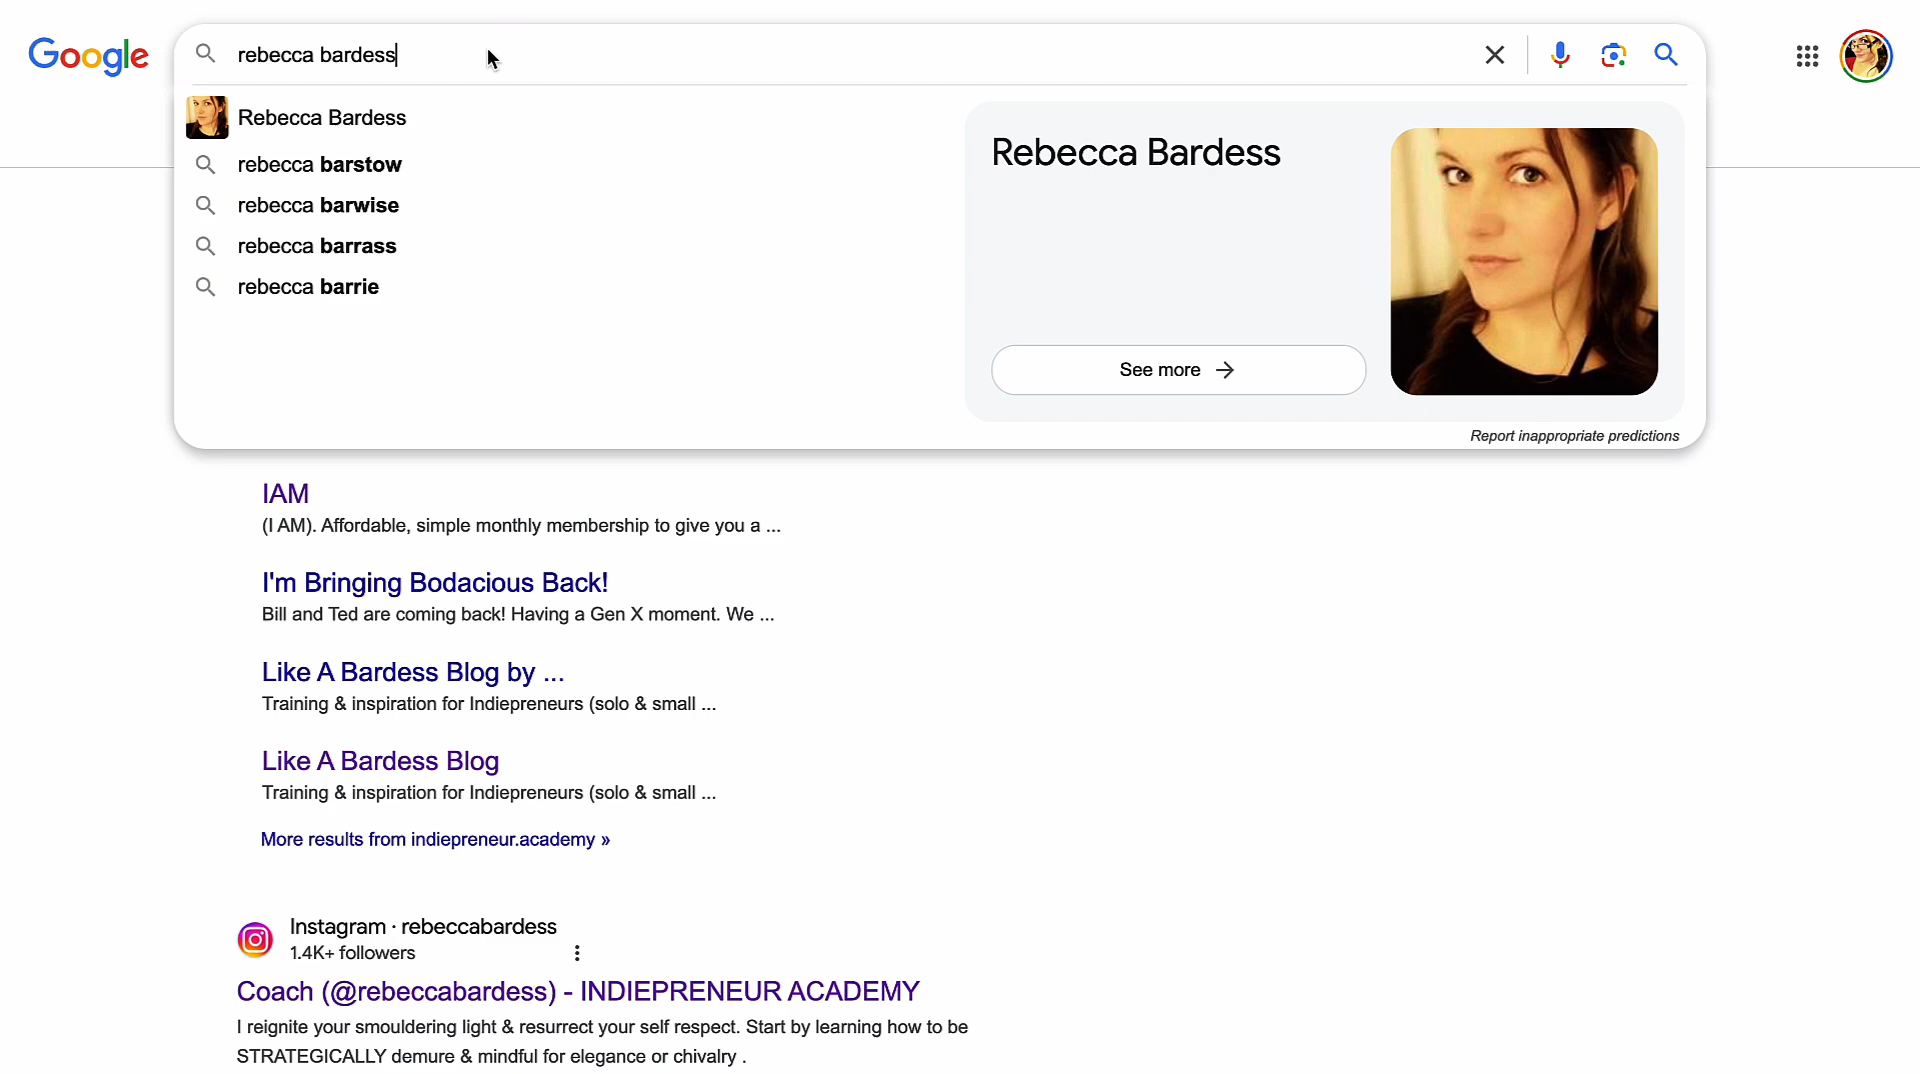 Google
rebecca bardess
Rebecca Bardess
rebecca barstow
rebecca barwise
rebecca barrass
rebecca barrie
Rebecca Bardess
See more
Report inappropriate predictions
IAM
(I AM). Affordable, simple monthly membership to give you a ...
I'm Bringing Bodacious Back!
Bill and Ted are coming back! Having a Gen X moment. We ...
Like A Bardess Blog by ...
Training & inspiration for Indiepreneurs (solo & small ...
Like A Bardess Blog
Training & inspiration for Indiepreneurs (solo & small ...
More results from indiepreneur.academy »
Instagram · rebeccabardess
1.4K+ followers
Coach (@rebeccabardess) - INDIEPRENEUR ACADEMY
I reignite your smouldering light & resurrect your self respect. Start by learning how to be
STRATEGICALLY demure & mindful for elegance or chivalry .